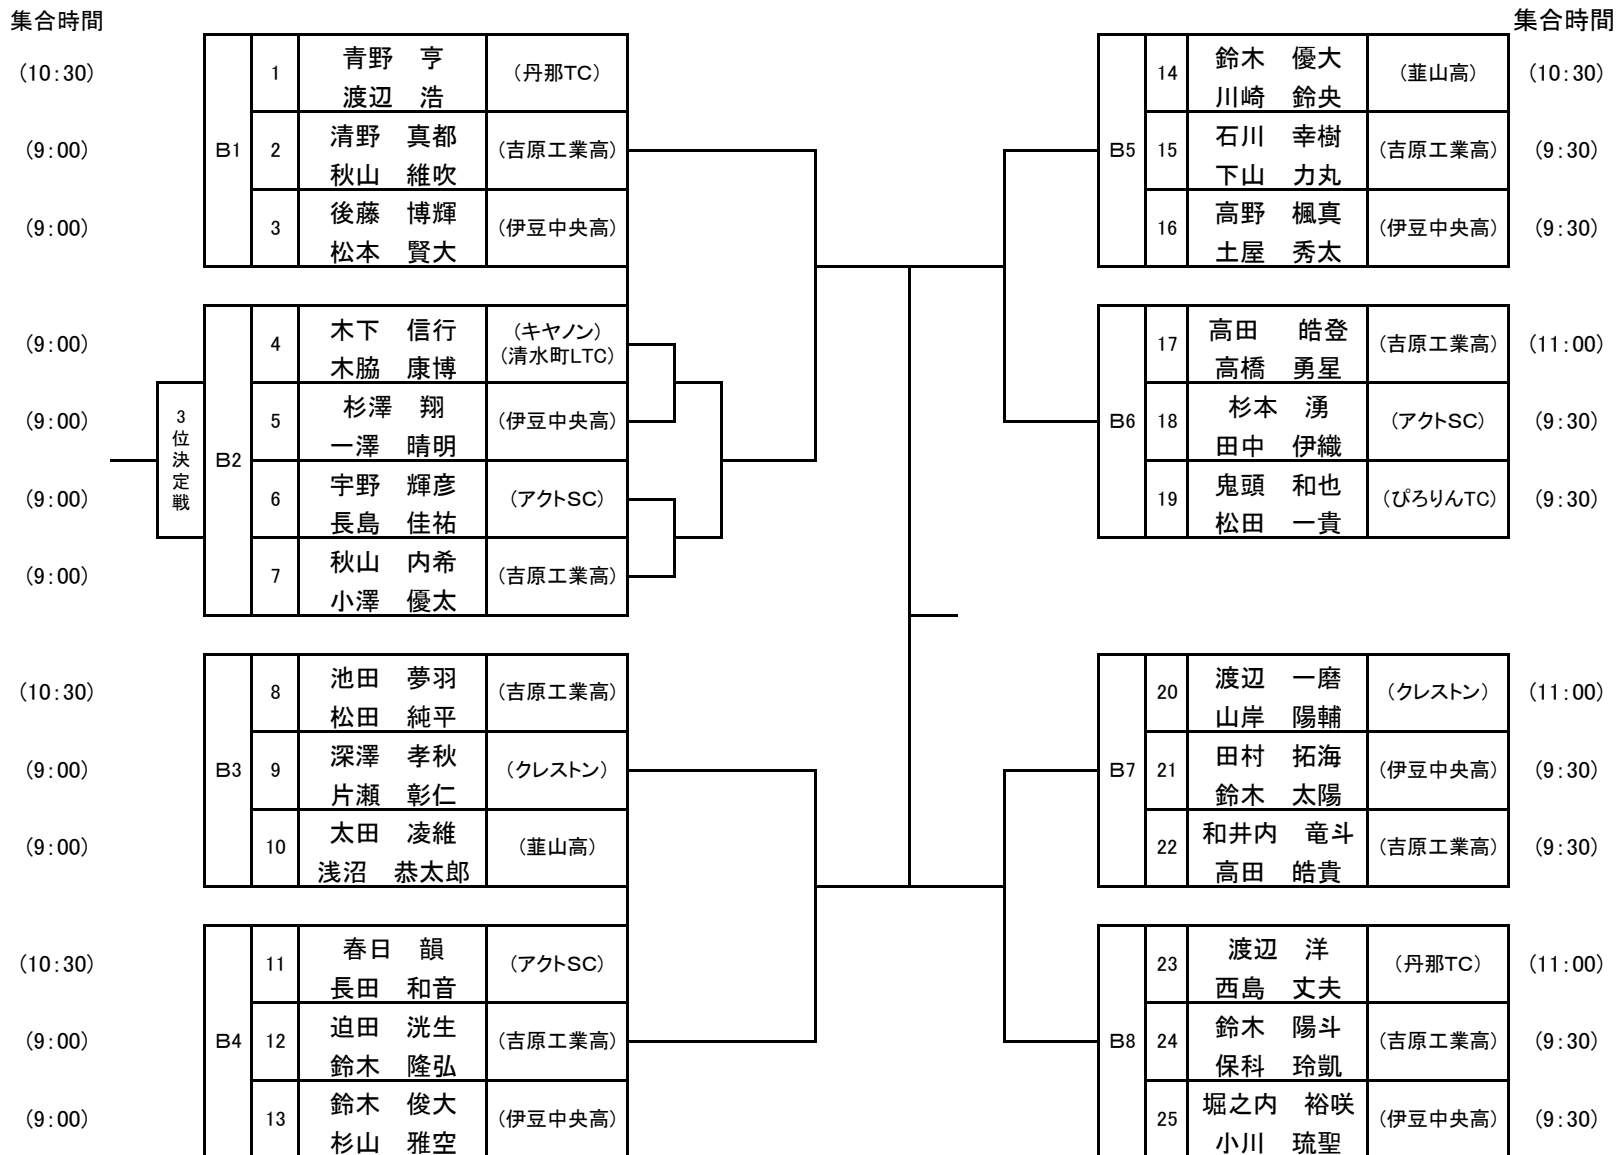 集合時間
集合時間
B1
(10:30) 1 青野 亨 (丹那TC)
渡辺 浩
(9:00) 2 清野 真都 (吉原工業高)
秋山 維吹
(9:00) 3 後藤 博輝 (伊豆中央高)
松本 賢大
B2
3位決定戦
(9:00) 4 木下 信行 (キヤノン)
木脇 康博 (清水町LTC)
(9:00) 5 杉澤 翔 (伊豆中央高)
一澤 晴明
(9:00) 6 宇野 輝彦 (アクトSC)
長島 佳祐
(9:00) 7 秋山 内希 (吉原工業高)
小澤 優太
B3
(10:30) 8 池田 夢羽 (吉原工業高)
松田 純平
(9:00) 9 深澤 孝秋 (クレストン)
片瀬 彰仁
(9:00) 10 太田 凌維 (韮山高)
浅沼 恭太郎
B4
(10:30) 11 春日 韻 (アクトSC)
長田 和音
(9:00) 12 迫田 洸生 (吉原工業高)
鈴木 隆弘
(9:00) 13 鈴木 俊大 (伊豆中央高)
杉山 雅空
B5
14 鈴木 優大 (韮山高) (10:30)
川崎 鈴央
15 石川 幸樹 (吉原工業高) (9:30)
下山 力丸
16 高野 楓真 (伊豆中央高) (9:30)
土屋 秀太
B6
17 高田 皓登 (吉原工業高) (11:00)
高橋 勇星
18 杉本 湧 (アクトSC) (9:30)
田中 伊織
19 鬼頭 和也 (ぴろりんTC) (9:30)
松田 一貴
B7
20 渡辺 一磨 (クレストン) (11:00)
山岸 陽輔
21 田村 拓海 (伊豆中央高) (9:30)
鈴木 太陽
22 和井内 竜斗 (吉原工業高) (9:30)
高田 皓貴
B8
23 渡辺 洋 (丹那TC) (11:00)
西島 丈夫
24 鈴木 陽斗 (吉原工業高) (9:30)
保科 玲凱
25 堀之内 裕咲 (伊豆中央高) (9:30)
小川 琉聖